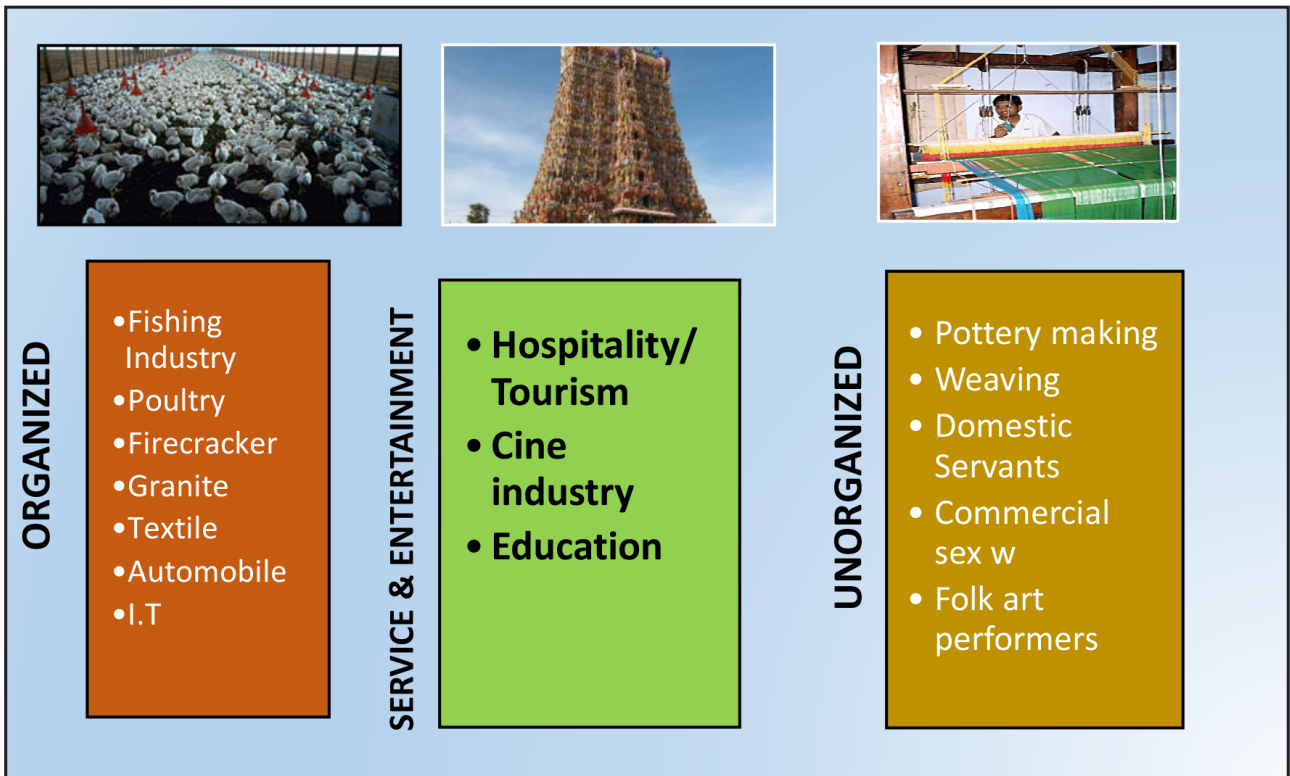 ORGANIZED
•Fishing
Industry
•Poultry
•Firecracker
•Granite
•Textile
•Automobile
•I.T
SERVICE & ENTERTAINMENT
• Hospitality/
Tourism
• Cine
industry
• Education
UNORGANIZED
• Pottery making
• Weaving
• Domestic
Servants
• Commercial
sex w
• Folk art
performers